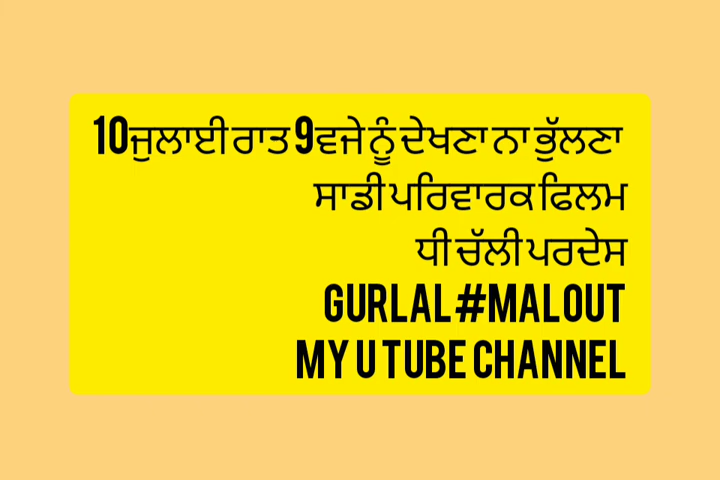 10ਜੁਲਾਈ ਰਾਤ 9ਵਜੇ ਨੂੰ ਦੇਖਣਾ ਨਾ ਭੁੱਲਣਾ
ਸਾਡੀ ਪਰਿਵਾਰਕ ਫਿਲਮ
ਧੀ ਚੱਲੀ ਪਰਦੇਸ
GURLAL #MALOUT
MY U TUBE CHANNEL